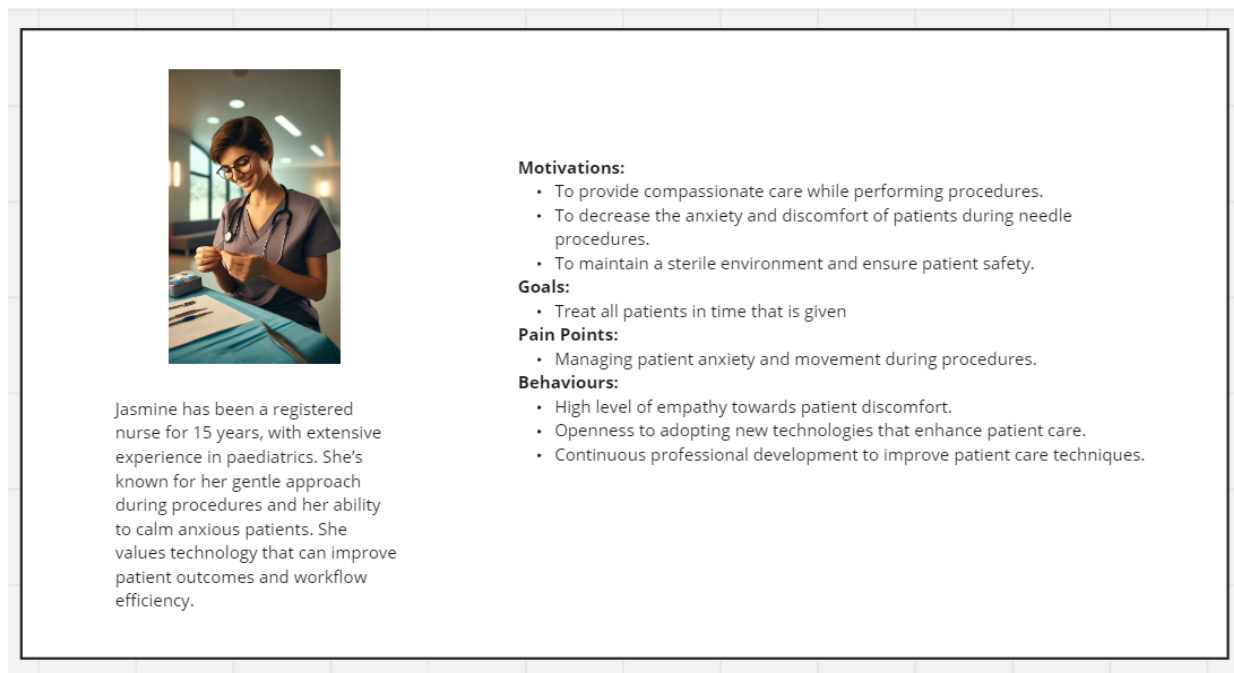 Jasmine has been a registered
nurse for 15 years, with extensive
experience in paediatrics. She’s
known for her gentle approach
during procedures and her ability
to calm anxious patients. She
values technology that can improve
patient outcomes and workflow
efficiency.
Motivations:
• To provide compassionate care while performing procedures.
• To decrease the anxiety and discomfort of patients during needle
procedures.
• To maintain a sterile environment and ensure patient safety.
Goals:
• Treat all patients in time that is given
Pain Points:
• Managing patient anxiety and movement during procedures.
Behaviours:
• High level of empathy towards patient discomfort.
• Openness to adopting new technologies that enhance patient care.
• Continuous professional development to improve patient care techniques.